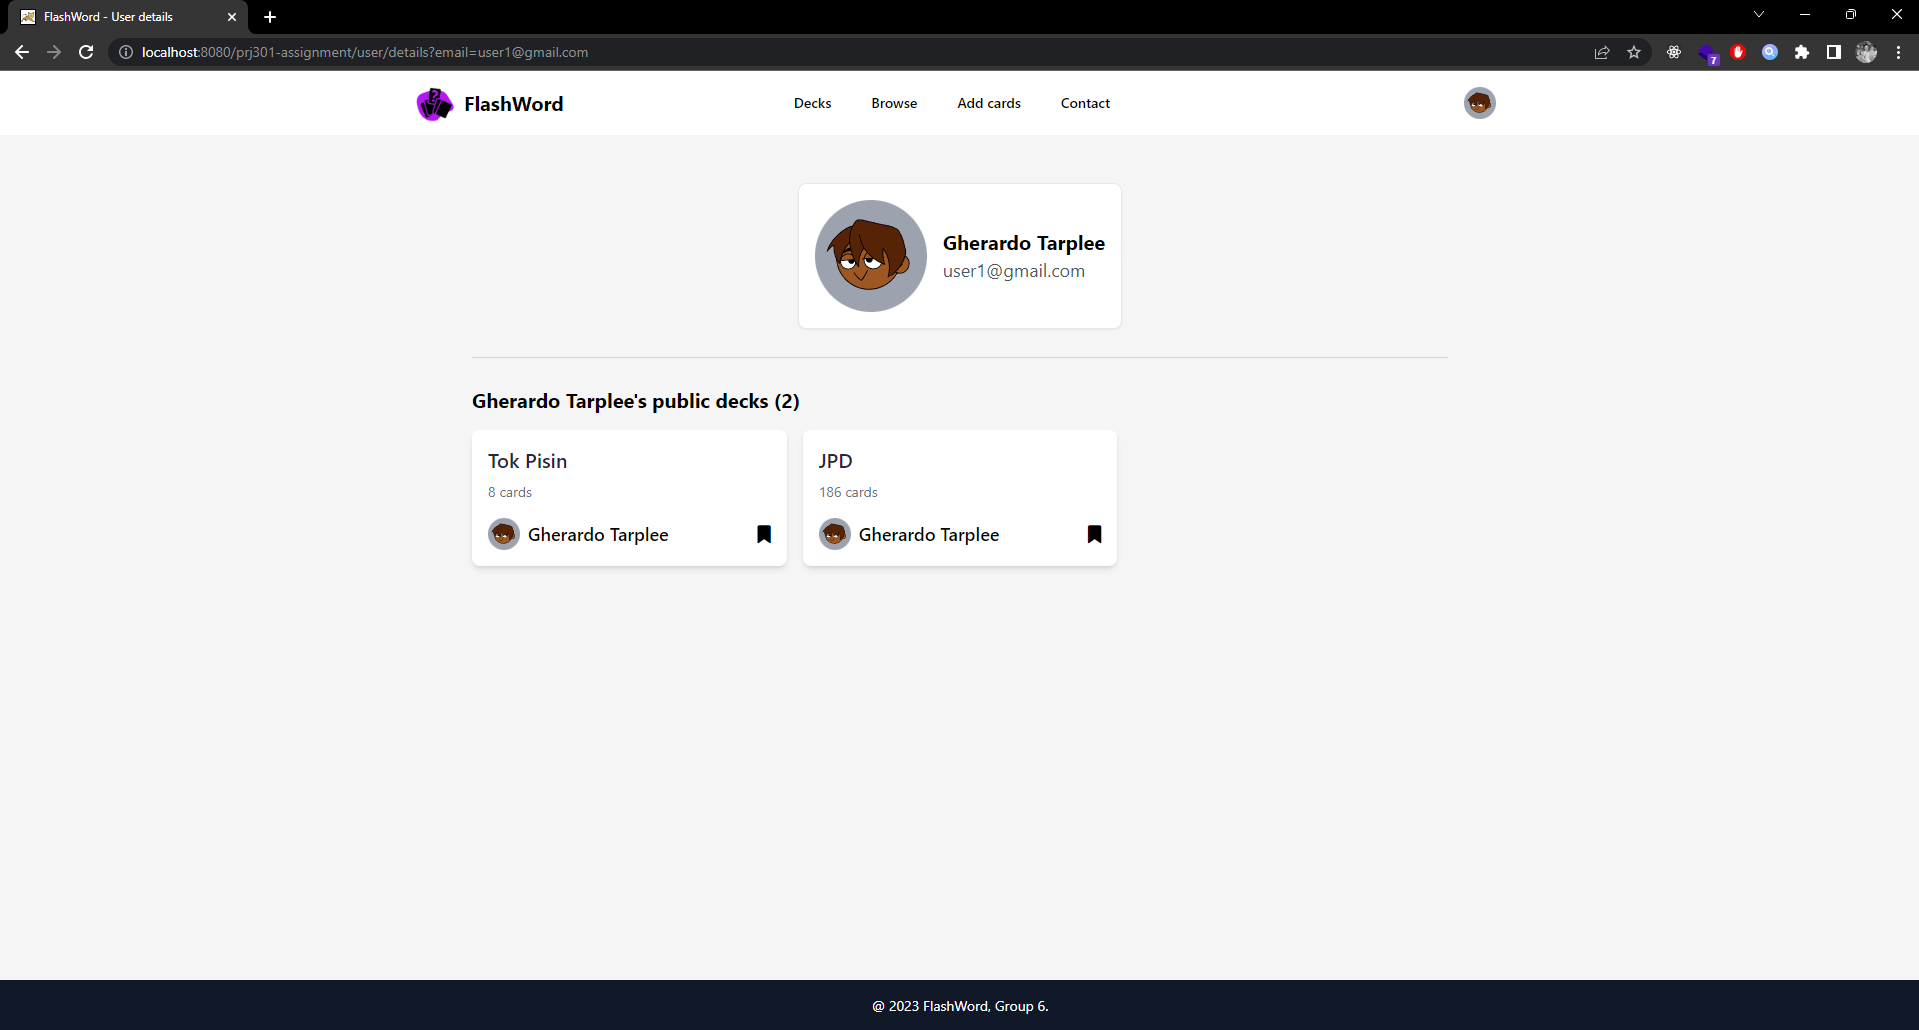 FlashWord - User details
localhost:8080/prj301-assignment/user/details?email=user1@gmail.com
7
FlashWord
Decks
Browse
Add cards
Contact
Gherardo Tarplee
user1@gmail.com
Gherardo Tarplee's public decks (2)
Tok Pisin
8 cards
Gherardo Tarplee
JPD
186 cards
Gherardo Tarplee
@ 2023 FlashWord, Group 6.